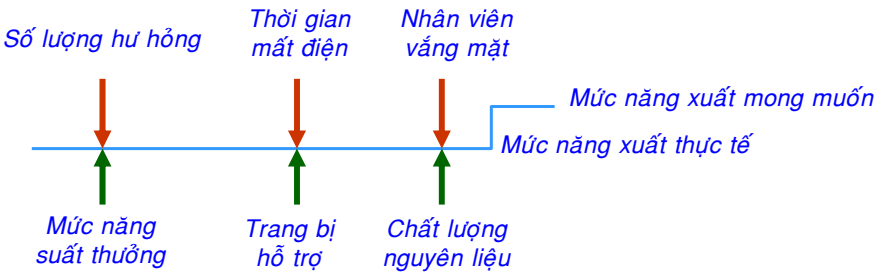 Số lượng hư hỏng
Thời gian
mất điện
Nhân viên
vắng mặt
Mức năng xuất mong muốn
Mức năng xuất thực tế
Mức năng
suất thưởng
Trang bị
hỗ trợ
Chất lượng
nguyên liệu